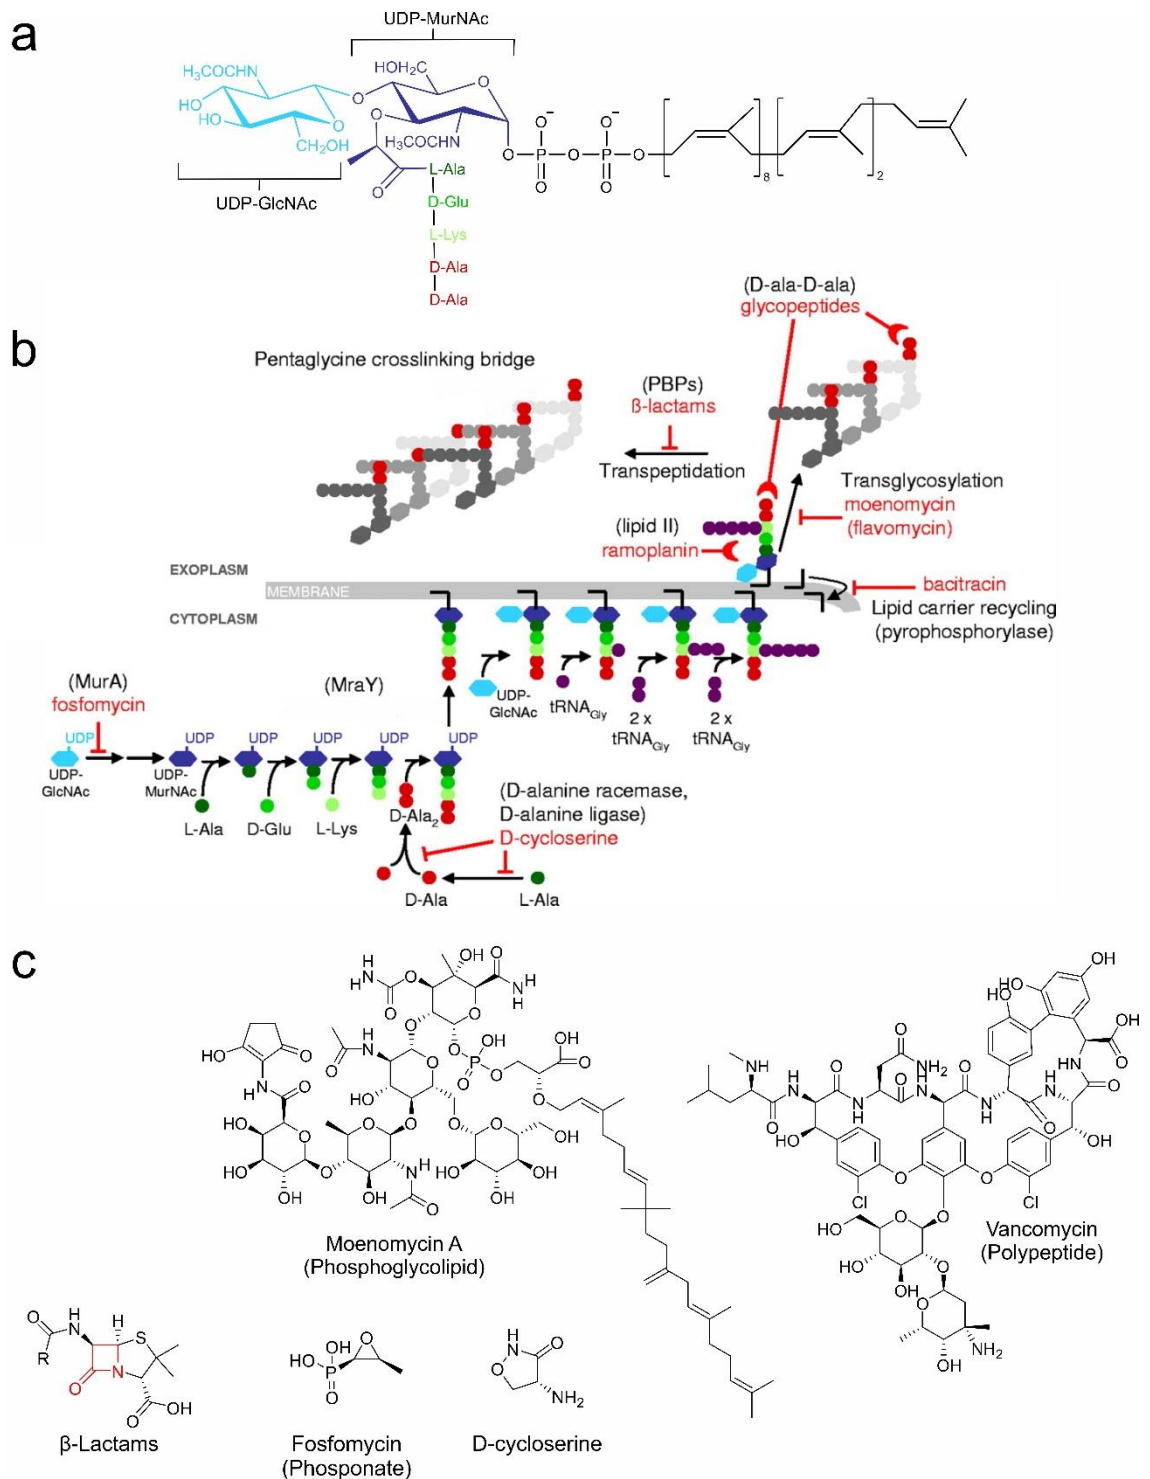 a
UDP-MurNAc
H₃COCHN
HO
HO
O
CH₂OH
UDP-GlcNAc
HOH₂C
O
O
O
H₃COCHN
O
L-Ala
D-Glu
L-Lys
D-Ala
D-Ala
O⁻ O⁻
O P O P O
O O
8
2
b
Pentaglycine crosslinking bridge
(D-ala-D-ala)
glycopeptides
(PBPs)
ß-lactams
Transpeptidation
Transglycosylation
moenomycin
(flavomycin)
(lipid II)
ramoplanin
EXOPLASM
MEMBRANE
CYTOPLASM
bacitracin
Lipid carrier recycling
(pyrophosphorylase)
(MurA)
fosfomycin
(MraY)
UDP-
GlcNAc
tRNA_Gly
2 x
tRNA_Gly
2 x
tRNA_Gly
UDP UDP UDP UDP UDP UDP
UDP-
GlcNAc
UDP-
MurNAc
L-Ala
D-Glu
L-Lys
D-Ala₂
(D-alanine racemase,
D-alanine ligase)
D-cycloserine
D-Ala
L-Ala
c
Moenomycin A
(Phosphoglycolipid)
Vancomycin
(Polypeptide)
β-Lactams
Fosfomycin
(Phosponate)
D-cycloserine